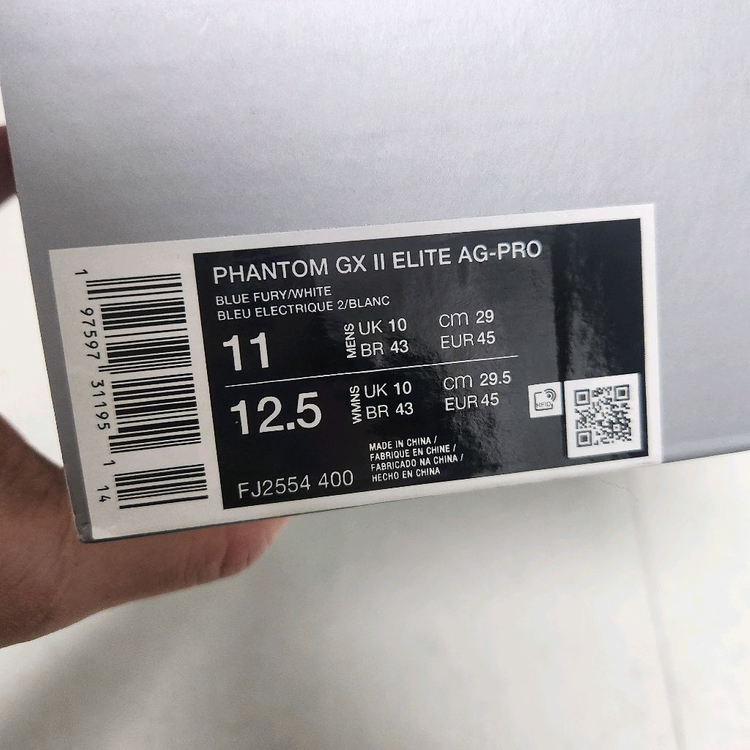 PHANTOM GX II ELITE AG-PRO
BLUE FURY/WHITE
BLEU ELECTRIQUE 2/BLANC
11 MENS UK 10 cm 29
BR 43 EUR 45
12.5 WMNS UK 10 cm 29.5
BR 43 EUR 45
RFID
MADE IN CHINA /
FABRIQUE EN CHINE /
FABRICADO NA CHINA /
HECHO EN CHINA
FJ2554 400
1 97597 31195 1 14